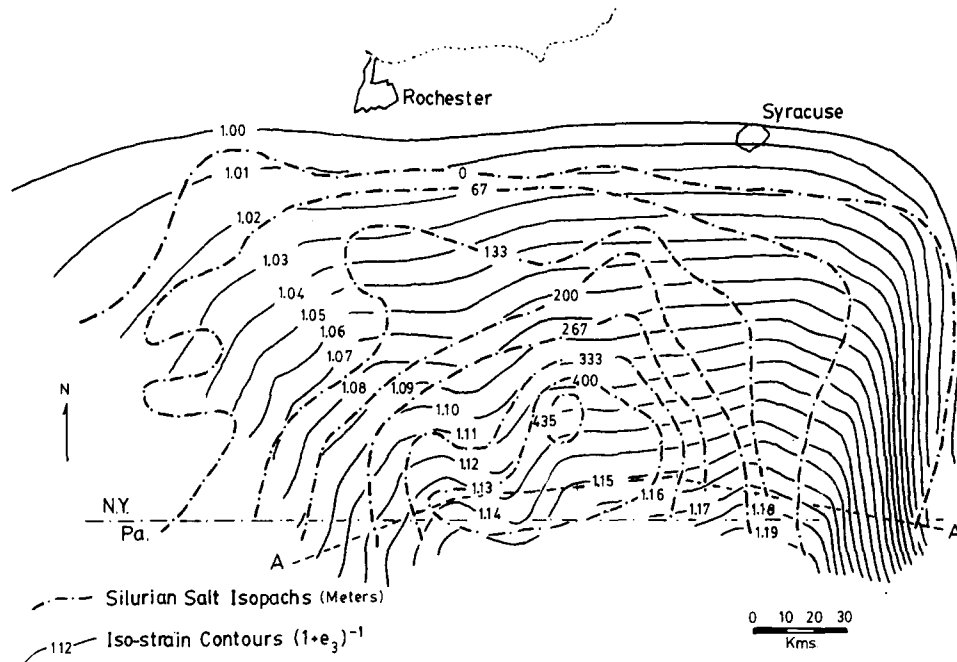 Rochester
Syracuse
1.00
1.01
0
67
1.02
133
1.03
1.04
200
1.05
1.06
267
1.07
333
1.08
1.09
400
1.10
435
1.11
1.12
1.13
1.15
1.16
1.14
1.17
1.18
1.19
N
N.Y.
Pa.
A
A
Silurian Salt Isopachs (Meters)
1.12 Iso-strain Contours (1+e3)-1
0 10 20 30
Kms.